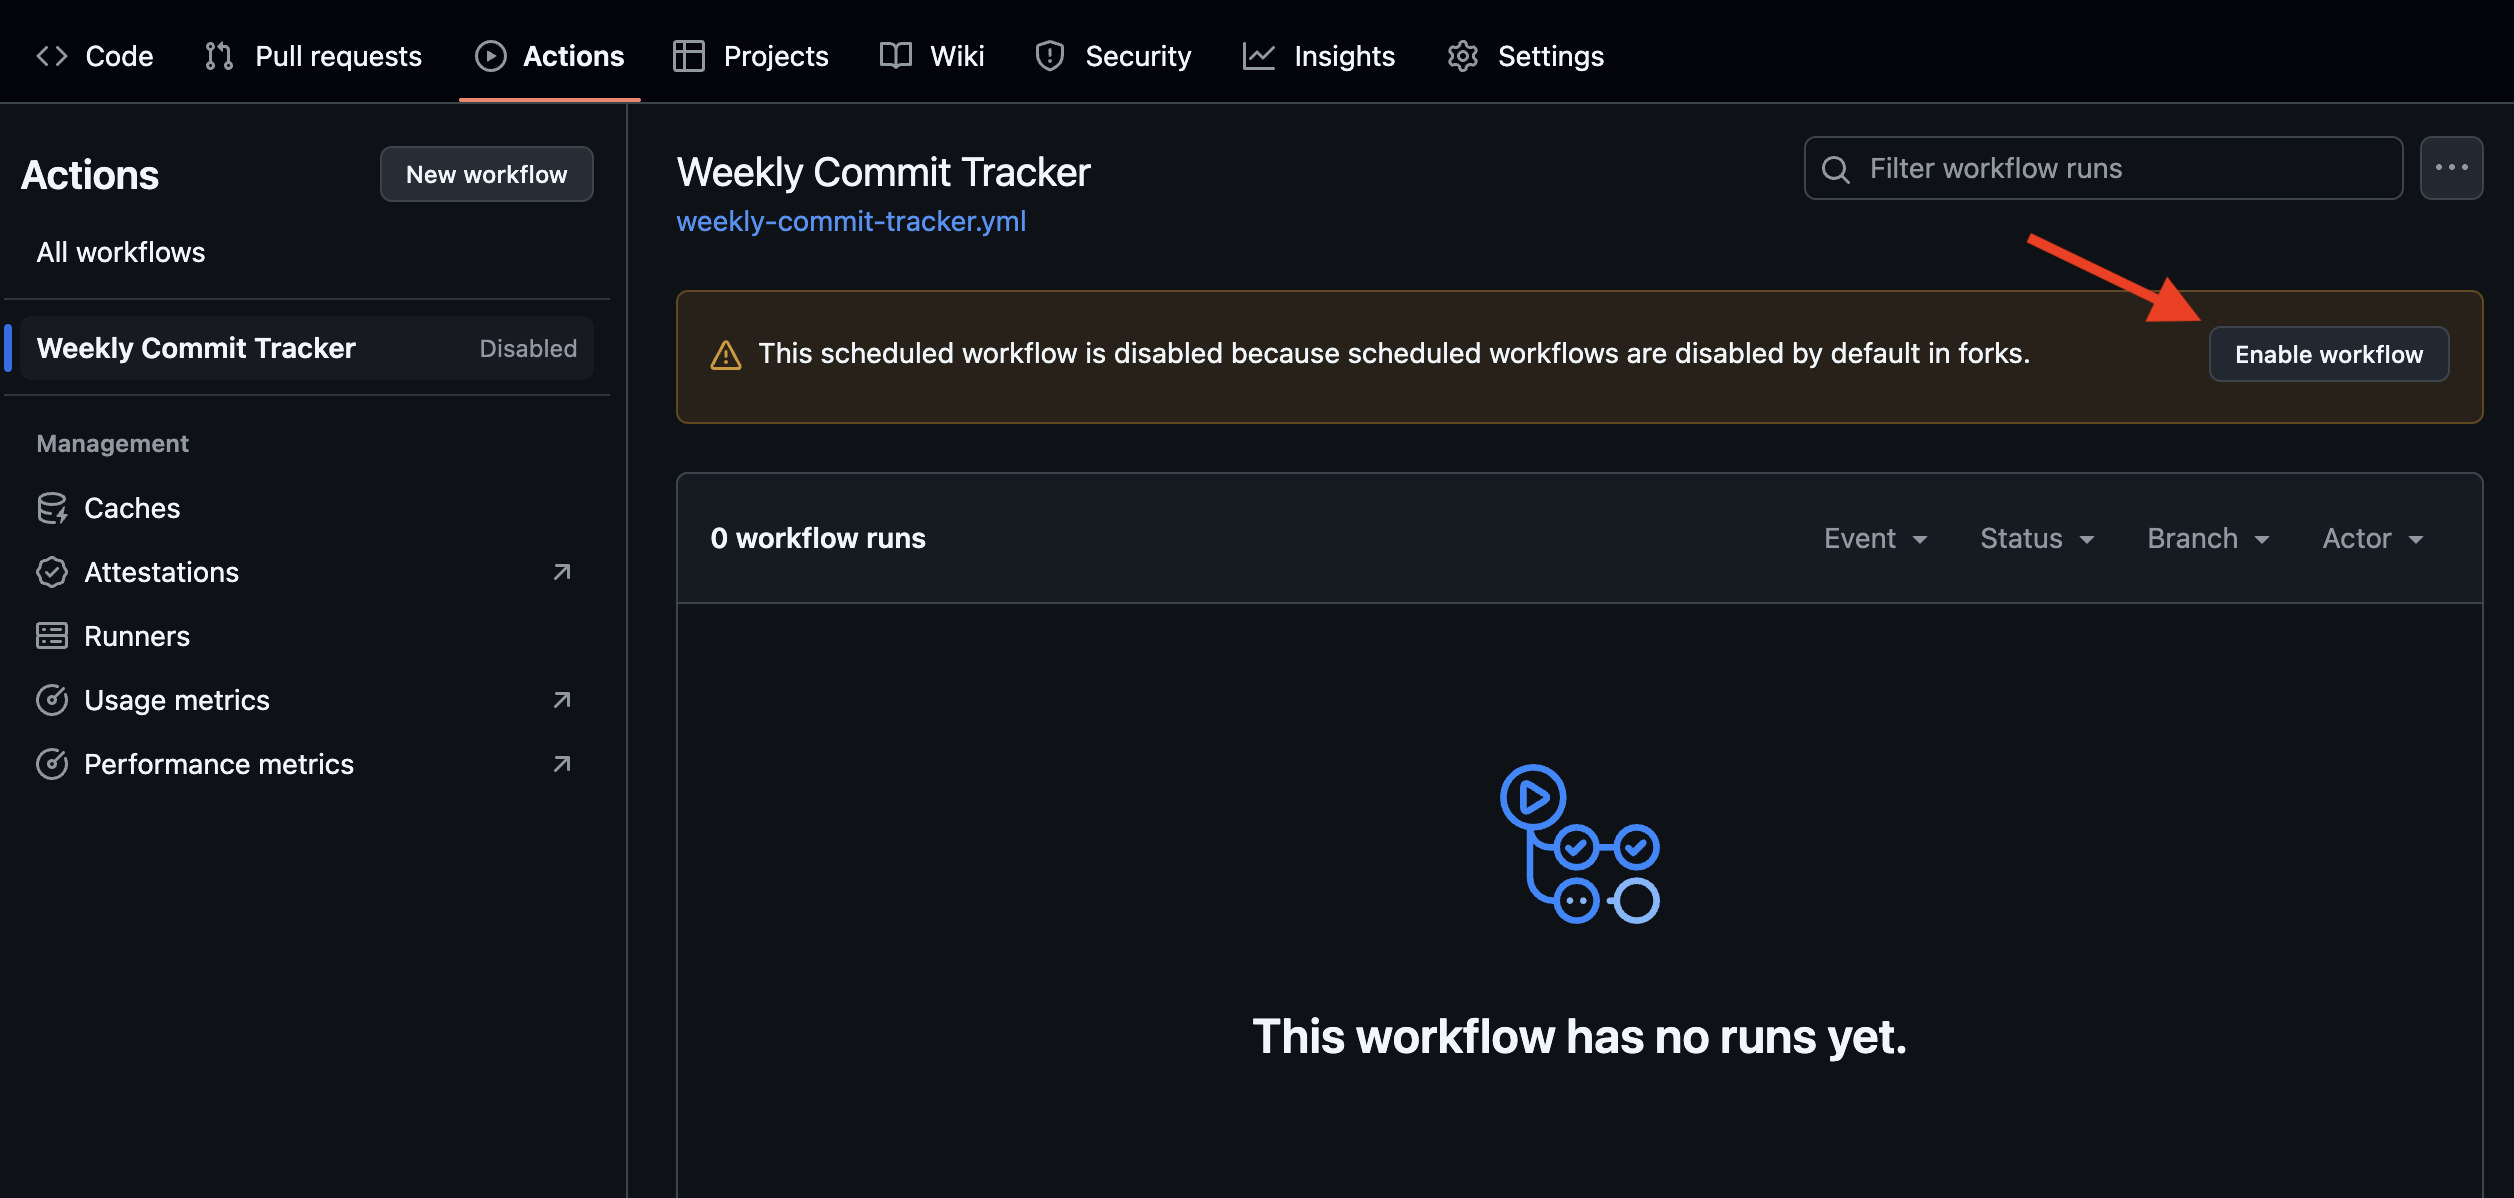 Code Pull requests Actions Projects Wiki Security Insights Settings
Actions
New workflow
All workflows
Weekly Commit Tracker Disabled
Management
Caches
Attestations
Runners
Usage metrics
Performance metrics
Weekly Commit Tracker
weekly-commit-tracker.yml
Filter workflow runs
This scheduled workflow is disabled because scheduled workflows are disabled by default in forks.
Enable workflow
0 workflow runs
Event Status Branch Actor
This workflow has no runs yet.